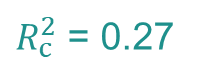 $R_c^2 = 0.27$